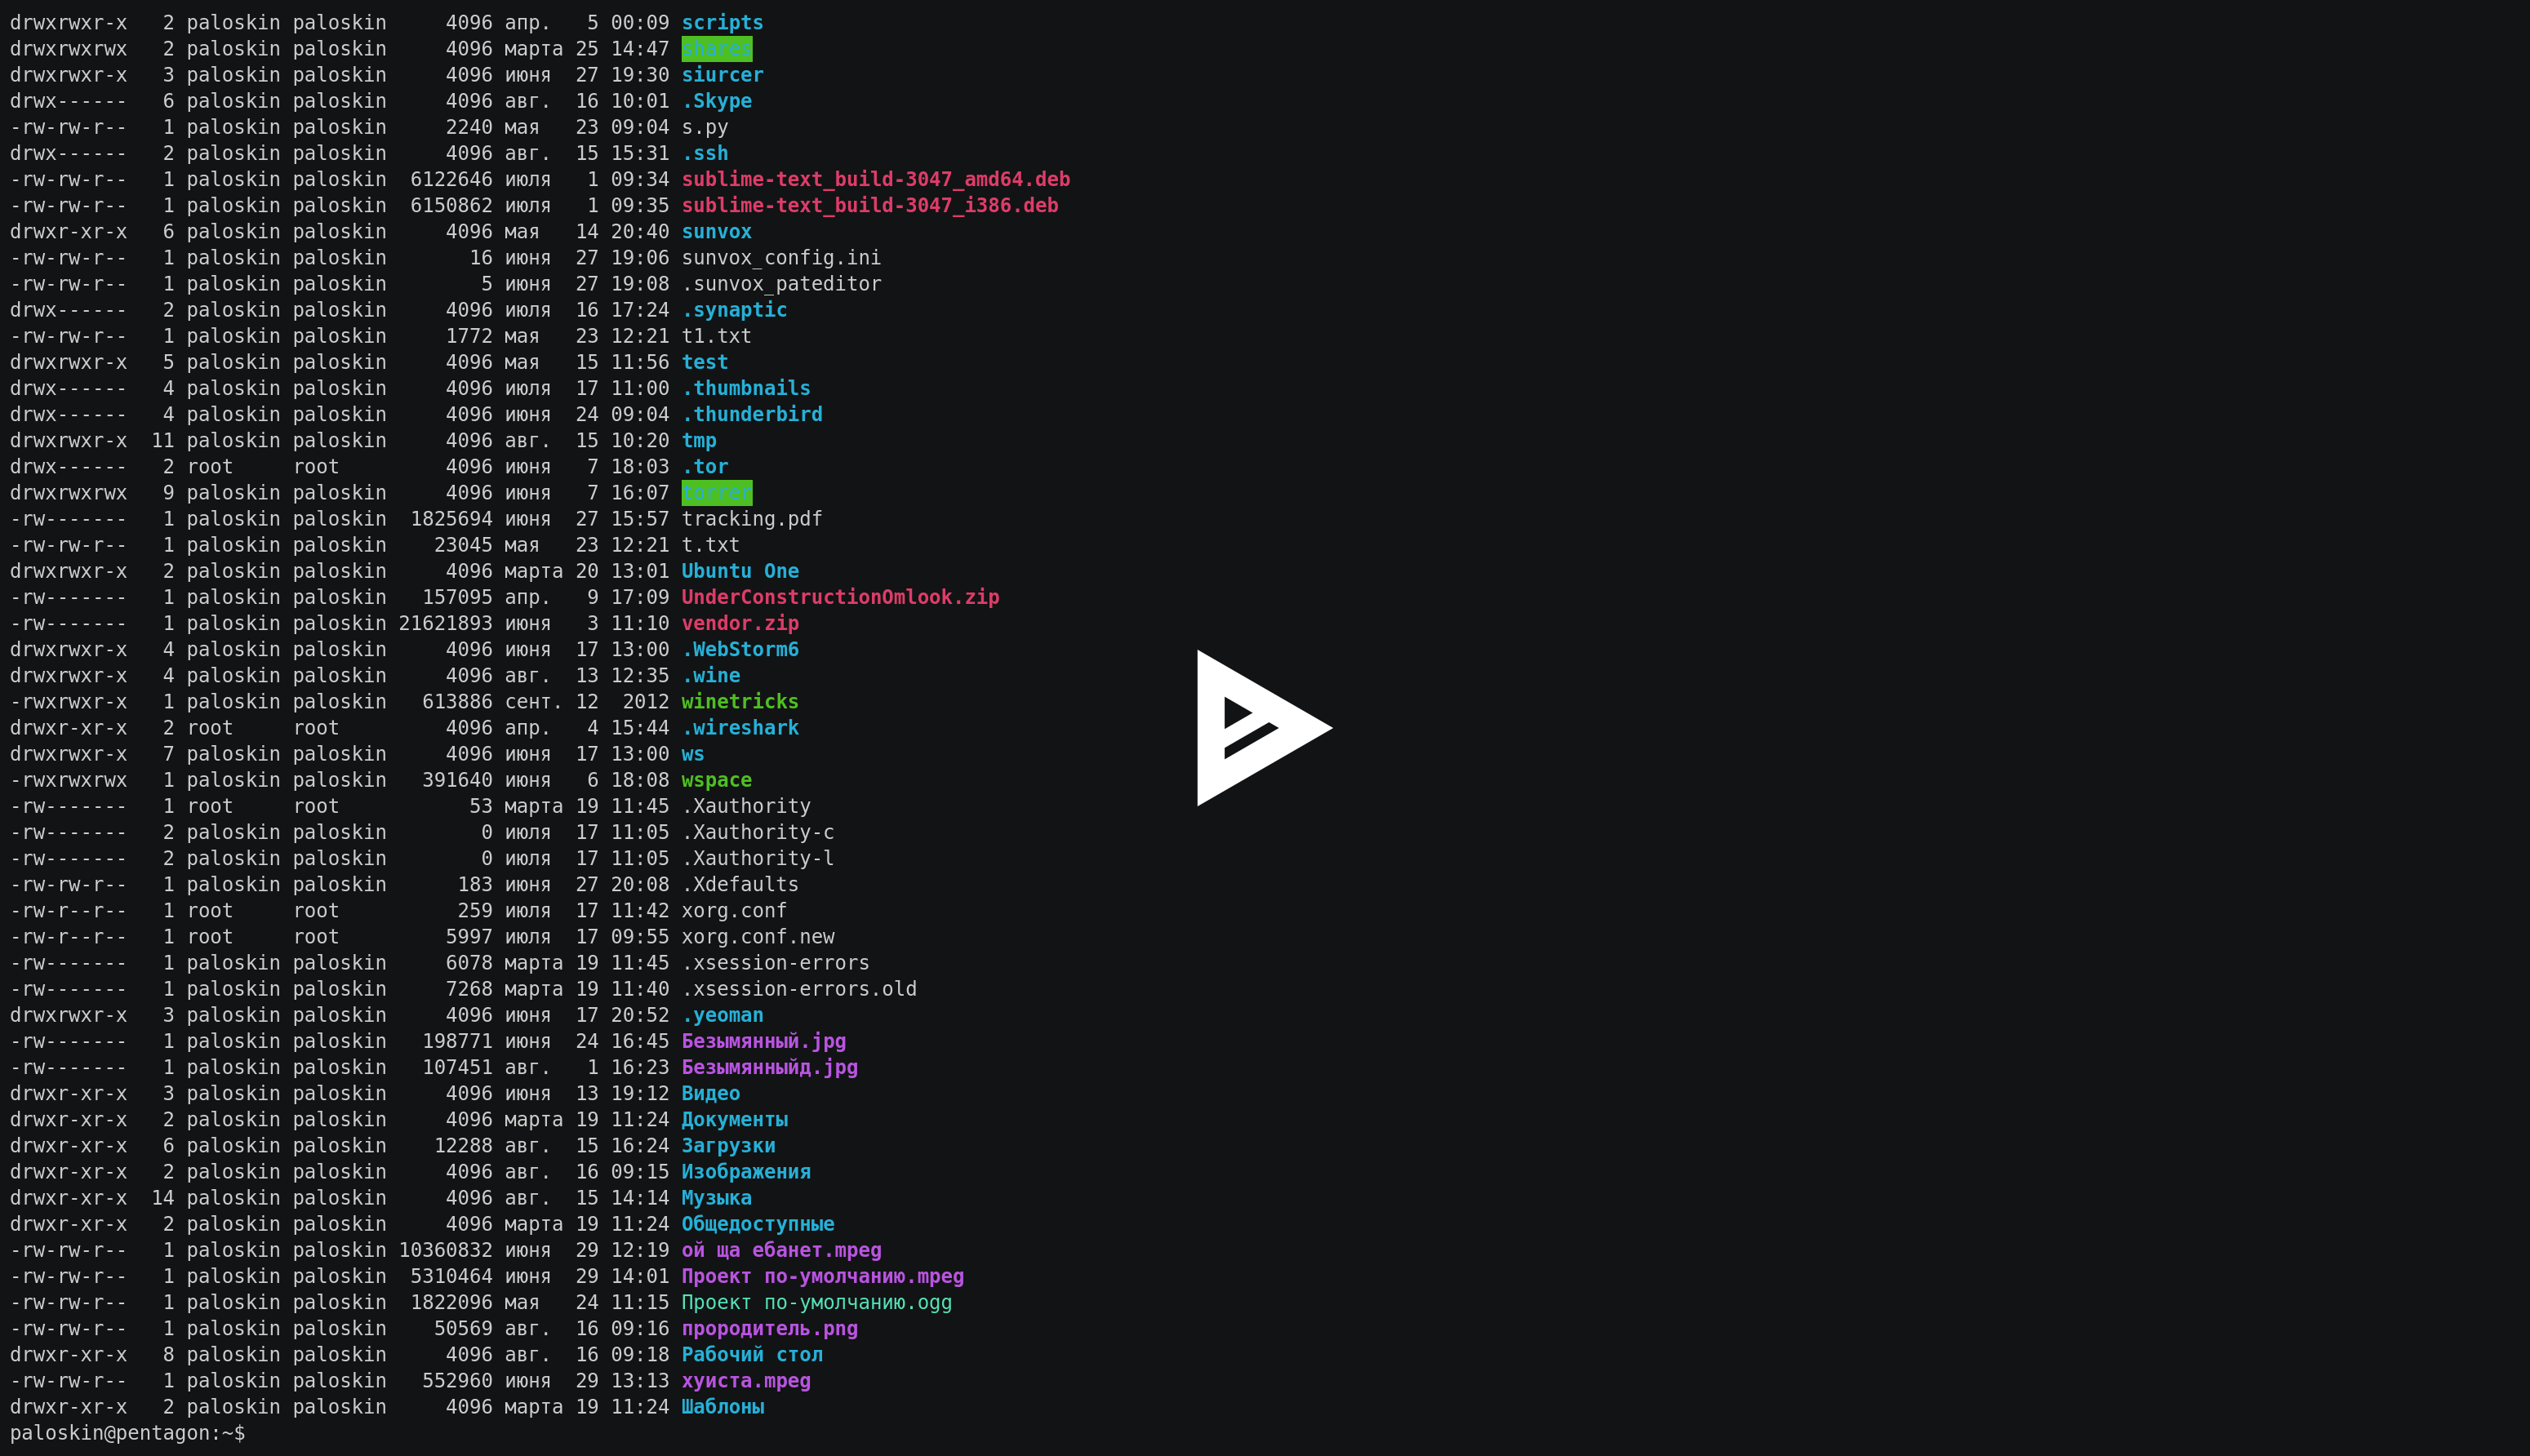 drwxrwxr-x   2 paloskin paloskin     4096 апр.   5 00:09 scripts
drwxrwxrwx   2 paloskin paloskin     4096 марта 25 14:47 shares
drwxrwxr-x   3 paloskin paloskin     4096 июня  27 19:30 siurcer
drwx------   6 paloskin paloskin     4096 авг.  16 10:01 .Skype
-rw-rw-r--   1 paloskin paloskin     2240 мая   23 09:04 s.py
drwx------   2 paloskin paloskin     4096 авг.  15 15:31 .ssh
-rw-rw-r--   1 paloskin paloskin  6122646 июля   1 09:34 sublime-text_build-3047_amd64.deb
-rw-rw-r--   1 paloskin paloskin  6150862 июля   1 09:35 sublime-text_build-3047_i386.deb
drwxr-xr-x   6 paloskin paloskin     4096 мая   14 20:40 sunvox
-rw-rw-r--   1 paloskin paloskin       16 июня  27 19:06 sunvox_config.ini
-rw-rw-r--   1 paloskin paloskin        5 июня  27 19:08 .sunvox_pateditor
drwx------   2 paloskin paloskin     4096 июля  16 17:24 .synaptic
-rw-rw-r--   1 paloskin paloskin     1772 мая   23 12:21 t1.txt
drwxrwxr-x   5 paloskin paloskin     4096 мая   15 11:56 test
drwx------   4 paloskin paloskin     4096 июля  17 11:00 .thumbnails
drwx------   4 paloskin paloskin     4096 июня  24 09:04 .thunderbird
drwxrwxr-x  11 paloskin paloskin     4096 авг.  15 10:20 tmp
drwx------   2 root     root         4096 июня   7 18:03 .tor
drwxrwxrwx   9 paloskin paloskin     4096 июня   7 16:07 torrer
-rw-------   1 paloskin paloskin  1825694 июня  27 15:57 tracking.pdf
-rw-rw-r--   1 paloskin paloskin    23045 мая   23 12:21 t.txt
drwxrwxr-x   2 paloskin paloskin     4096 марта 20 13:01 Ubuntu One
-rw-------   1 paloskin paloskin   157095 апр.   9 17:09 UnderConstructionOmlook.zip
-rw-------   1 paloskin paloskin 21621893 июня   3 11:10 vendor.zip
drwxrwxr-x   4 paloskin paloskin     4096 июня  17 13:00 .WebStorm6
drwxrwxr-x   4 paloskin paloskin     4096 авг.  13 12:35 .wine
-rwxrwxr-x   1 paloskin paloskin   613886 сент. 12  2012 winetricks
drwxr-xr-x   2 root     root         4096 апр.   4 15:44 .wireshark
drwxrwxr-x   7 paloskin paloskin     4096 июня  17 13:00 ws
-rwxrwxrwx   1 paloskin paloskin   391640 июня   6 18:08 wspace
-rw-------   1 root     root           53 марта 19 11:45 .Xauthority
-rw-------   2 paloskin paloskin        0 июля  17 11:05 .Xauthority-c
-rw-------   2 paloskin paloskin        0 июля  17 11:05 .Xauthority-l
-rw-rw-r--   1 paloskin paloskin      183 июня  27 20:08 .Xdefaults
-rw-r--r--   1 root     root          259 июля  17 11:42 xorg.conf
-rw-r--r--   1 root     root         5997 июля  17 09:55 xorg.conf.new
-rw-------   1 paloskin paloskin     6078 марта 19 11:45 .xsession-errors
-rw-------   1 paloskin paloskin     7268 марта 19 11:40 .xsession-errors.old
drwxrwxr-x   3 paloskin paloskin     4096 июня  17 20:52 .yeoman
-rw-------   1 paloskin paloskin   198771 июня  24 16:45 Безымянный.jpg
-rw-------   1 paloskin paloskin   107451 авг.   1 16:23 Безымянныйд.jpg
drwxr-xr-x   3 paloskin paloskin     4096 июня  13 19:12 Видео
drwxr-xr-x   2 paloskin paloskin     4096 марта 19 11:24 Документы
drwxr-xr-x   6 paloskin paloskin    12288 авг.  15 16:24 Загрузки
drwxr-xr-x   2 paloskin paloskin     4096 авг.  16 09:15 Изображения
drwxr-xr-x  14 paloskin paloskin     4096 авг.  15 14:14 Музыка
drwxr-xr-x   2 paloskin paloskin     4096 марта 19 11:24 Общедоступные
-rw-rw-r--   1 paloskin paloskin 10360832 июня  29 12:19 ой ща ебанет.mpeg
-rw-rw-r--   1 paloskin paloskin  5310464 июня  29 14:01 Проект по-умолчанию.mpeg
-rw-rw-r--   1 paloskin paloskin  1822096 мая   24 11:15 Проект по-умолчанию.ogg
-rw-rw-r--   1 paloskin paloskin    50569 авг.  16 09:16 прородитель.png
drwxr-xr-x   8 paloskin paloskin     4096 авг.  16 09:18 Рабочий стол
-rw-rw-r--   1 paloskin paloskin   552960 июня  29 13:13 хуиста.mpeg
drwxr-xr-x   2 paloskin paloskin     4096 марта 19 11:24 Шаблоны
paloskin@pentagon:~$